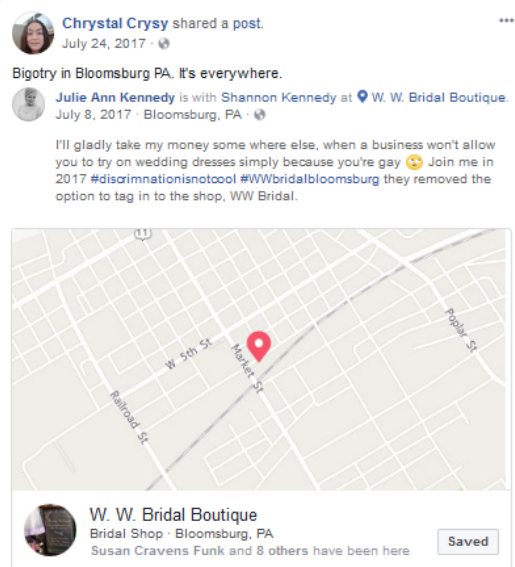 Chrystal Crysy shared a post.
July 24, 2017 ·
Bigotry in Bloomsburg PA. It's everywhere.
Julie Ann Kennedy is with Shannon Kennedy at W. W. Bridal Boutique.
July 8, 2017 · Bloomsburg, PA ·
I'll gladly take my money some where else, when a business won't allow
you to try on wedding dresses simply because you're gay 🙄 Join me in
2017 #discrimnationisnotcool #WWbridalbloomsburg they removed the
option to tag in to the shop, WW Bridal.
11
W 5th St
Market St
Poplar St
Railroad St
W. W. Bridal Boutique
Bridal Shop · Bloomsburg, PA
Susan Cravens Funk and 8 others have been here
Saved